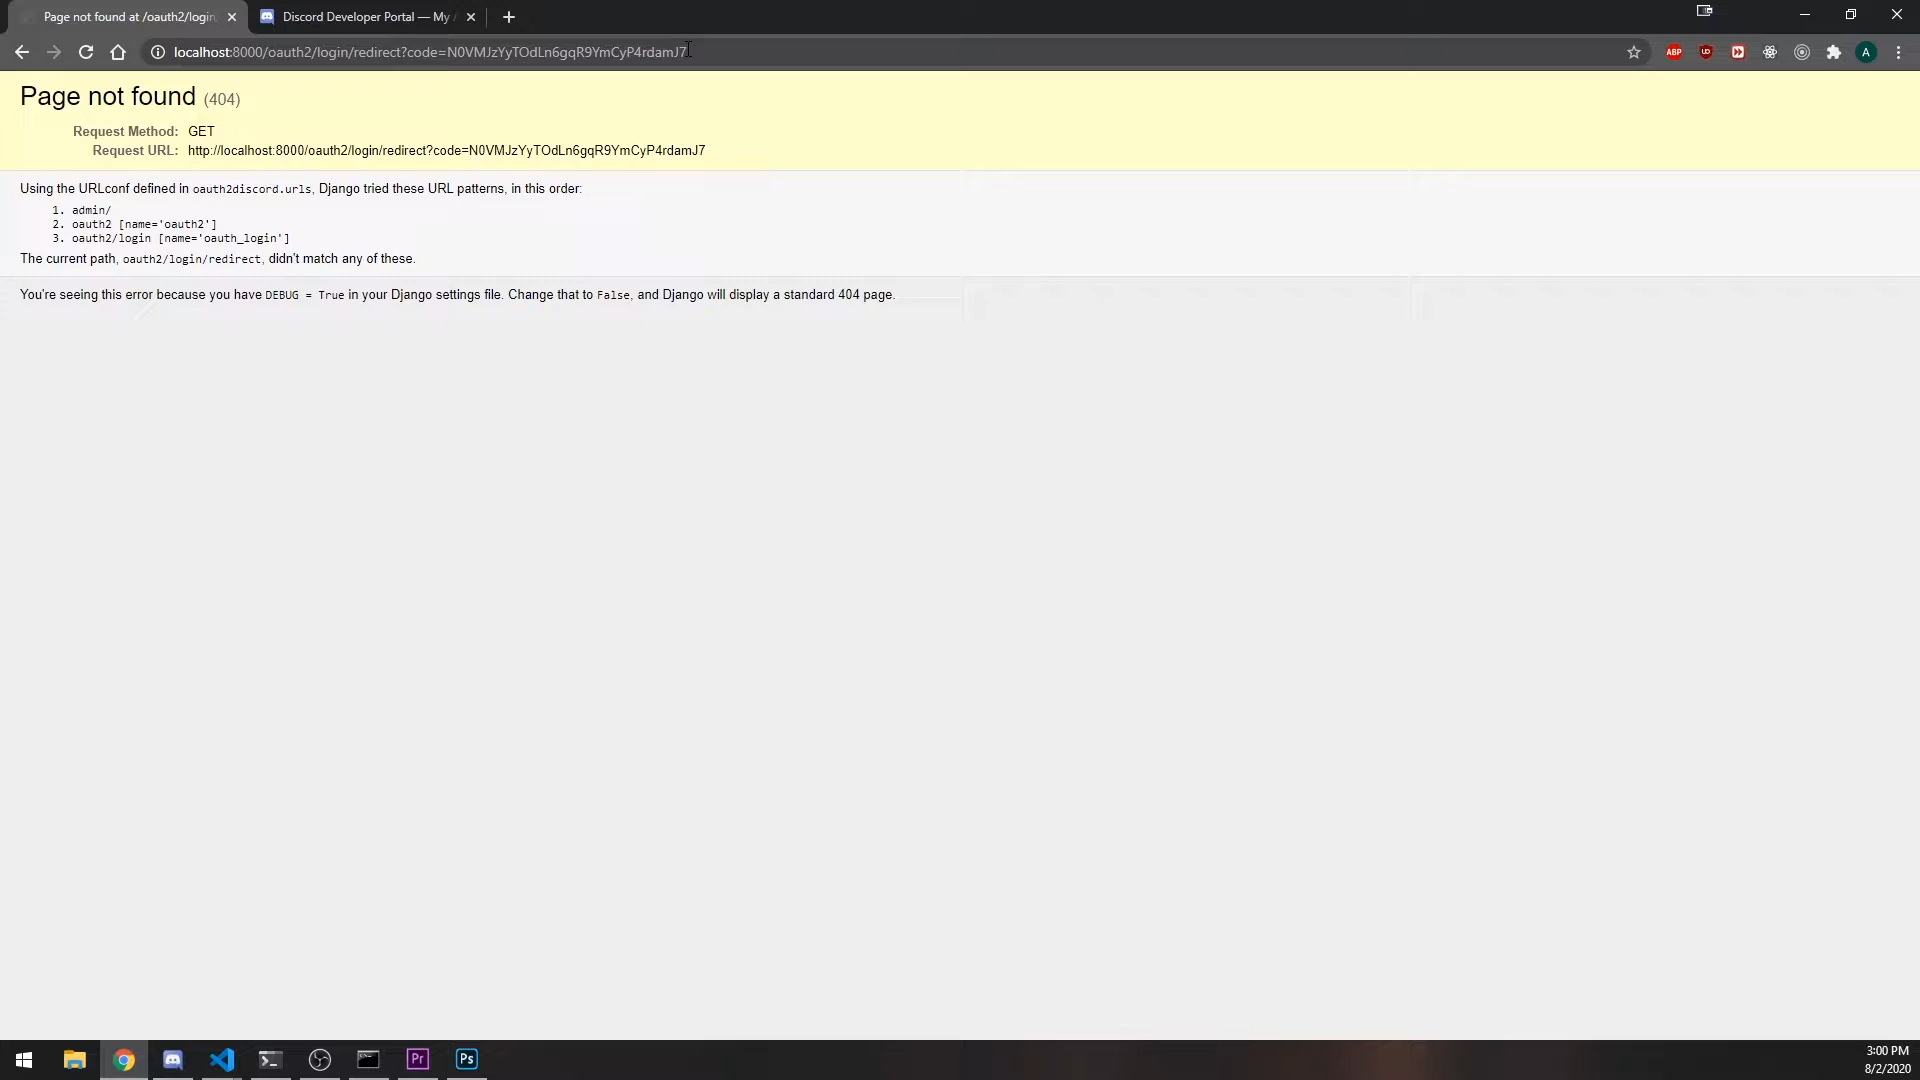 Page not found at /oauth2/login
Discord Developer Portal — My
localhost:8000/oauth2/login/redirect?code=N0VMJzYyTOdLn6gqR9YmCyP4rdamJ7
ABP
A
Page not found (404)
Request Method: GET
Request URL: http://localhost:8000/oauth2/login/redirect?code=N0VMJzYyTOdLn6gqR9YmCyP4rdamJ7
Using the URLconf defined in oauth2discord.urls, Django tried these URL patterns, in this order:
1. admin/
2. oauth2 [name='oauth2']
3. oauth2/login [name='oauth_login']
The current path, oauth2/login/redirect, didn't match any of these.
You're seeing this error because you have DEBUG = True in your Django settings file. Change that to False, and Django will display a standard 404 page.
Pr
Ps
3:00 PM
8/2/2020